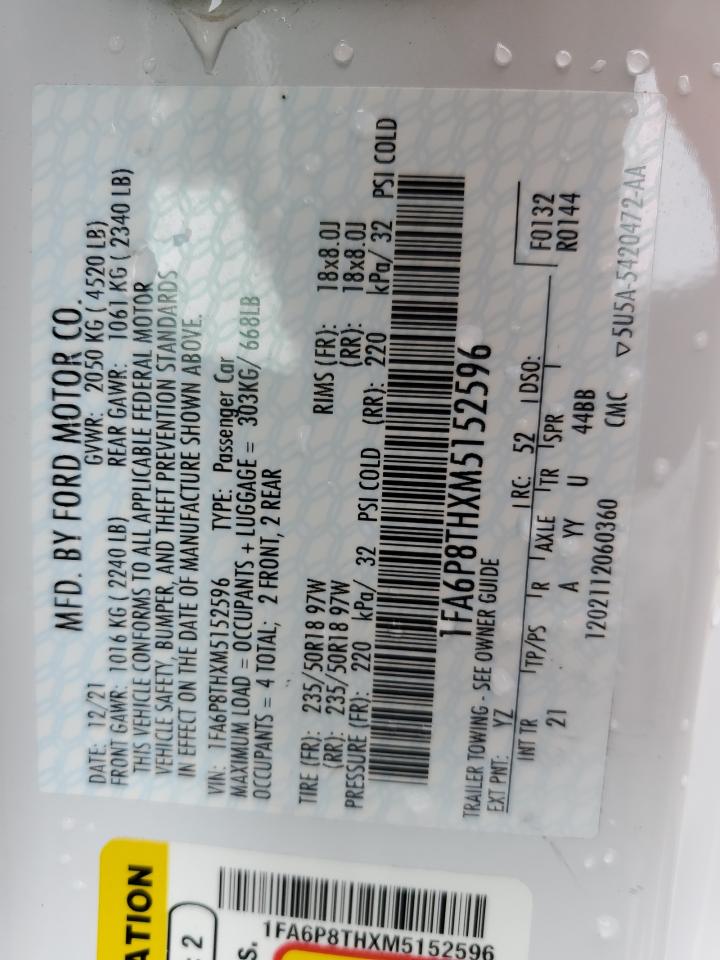 MFD. BY FORD MOTOR CO.
DATE: 12/21 GVWR: 2050 KG ( 4520 LB)
FRONT GAWR: 1016 KG ( 2240 LB) REAR GAWR: 1061 KG ( 2340 LB)
THIS VEHICLE CONFORMS TO ALL APPLICABLE FEDERAL MOTOR
VEHICLE SAFETY, BUMPER, AND THEFT PREVENTION STANDARDS
IN EFFECT ON THE DATE OF MANUFACTURE SHOWN ABOVE.
VIN: 1FA6P8THXM5152596 TYPE: Passenger Car
MAXIMUM LOAD = OCCUPANTS + LUGGAGE = 303KG/ 668LB
OCCUPANTS = 4 TOTAL; 2 FRONT, 2 REAR
TIRE (FR): 235/50R18 97W RIMS (FR): 18x8.0J
(RR): 235/50R18 97W (RR): 18x8.0J
PRESSURE (FR): 220 kPa/ 32 PSI COLD (RR): 220 kPa/ 32 PSI COLD
1FA6P8THXM5152596
TRAILER TOWING - SEE OWNER GUIDE
EXT PNT: YZ RC: 52 DSO: F0132
INT TR TP/PS R AXLE TR SPR R0144
21 A YY U 44BB
1202112060360 CMC ▽5U5A-5420472-AA
ATION
: 2
S.
1FA6P8THXM5152596